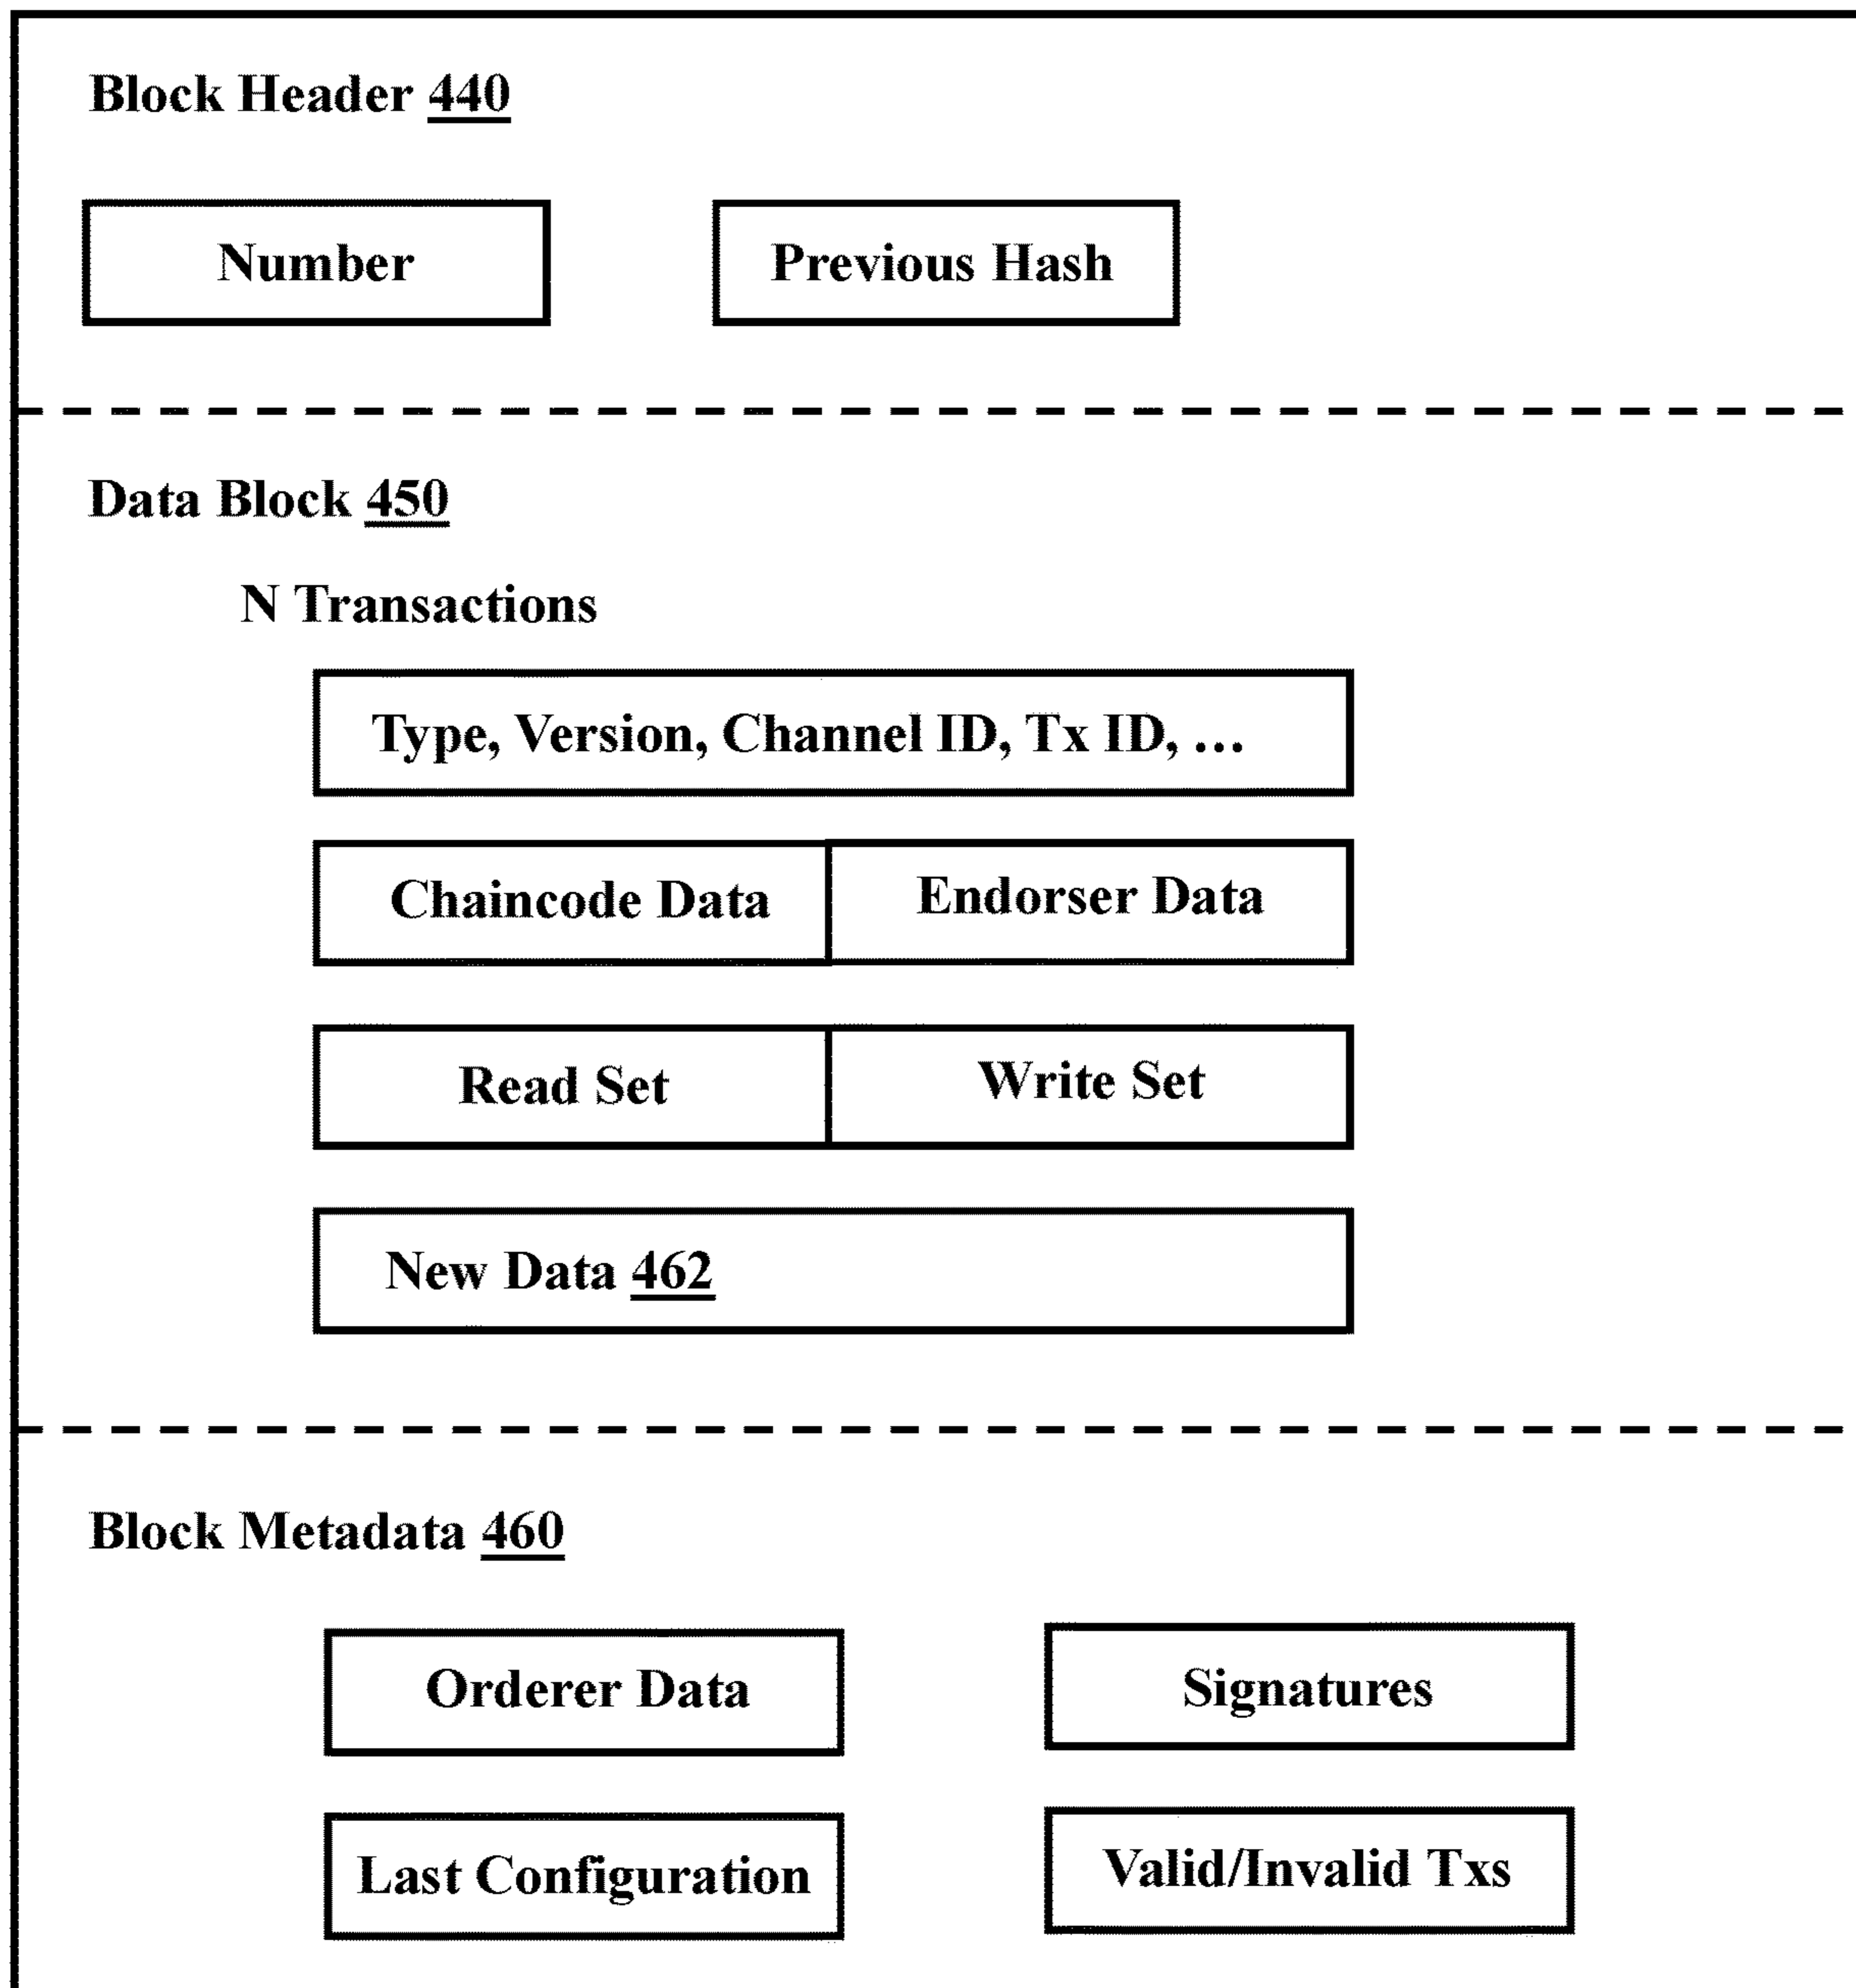 Block Header 440
Number
Previous Hash
Data Block 450
N Transactions
Type, Version, Channel ID, Tx ID, ...
Chaincode Data
Endorser Data
Read Set
Write Set
New Data 462
Block Metadata 460
Orderer Data
Signatures
Last Configuration
Valid/Invalid Txs